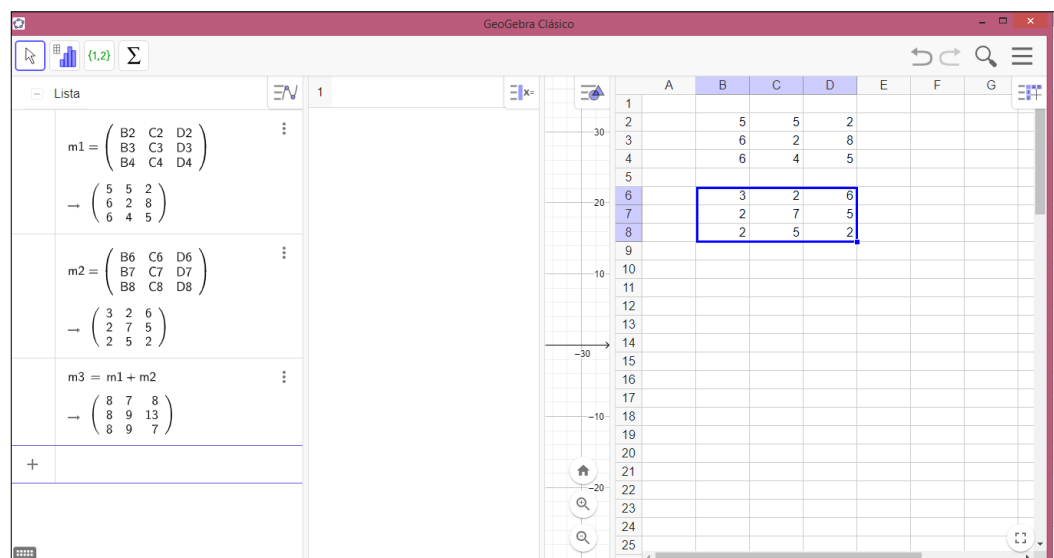 GeoGebra Clásico
{1,2} Σ
Lista
m1 = ( B2 C2 D2
B3 C3 D3
B4 C4 D4 )
→ ( 5 5 2
6 2 8
6 4 5 )
m2 = ( B6 C6 D6
B7 C7 D7
B8 C8 D8 )
→ ( 3 2 6
2 7 5
2 5 2 )
m3 = m1 + m2
→ ( 8 7 8
8 9 13
8 9 7 )
+
1
x=
30
20
10
−30
−10
−20
A B C D E F G
1
2 5 5 2
3 6 2 8
4 6 4 5
5
6 3 2 6
7 2 7 5
8 2 5 2
9
10
11
12
13
14
15
16
17
18
19
20
21
22
23
24
25